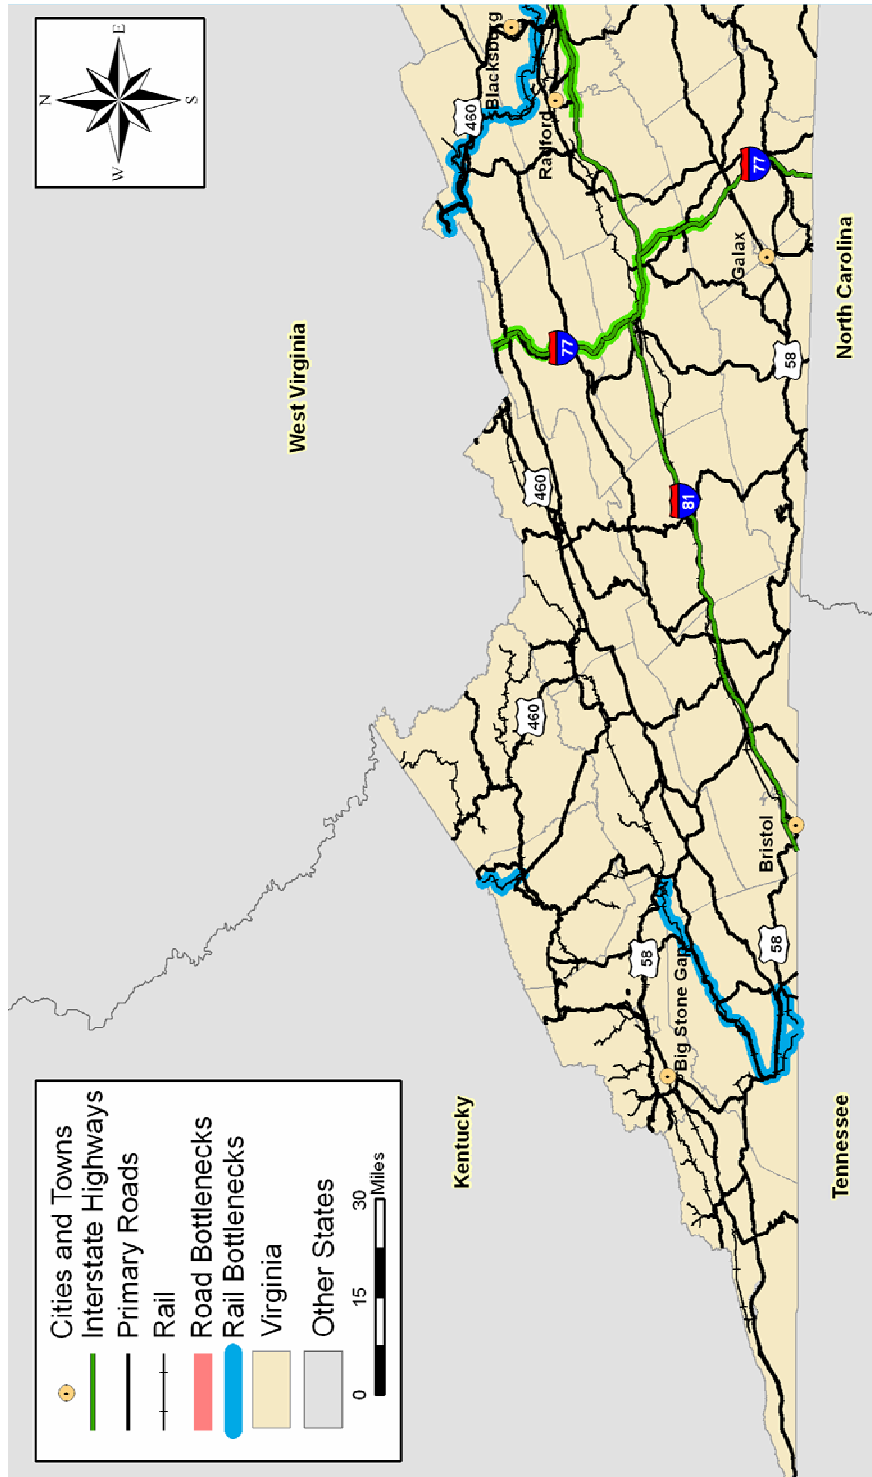 N
W
E
S
Cities and Towns
Interstate Highways
Primary Roads
Rail
Road Bottlenecks
Rail Bottlenecks
Virginia
Other States
0
15
30
Miles
West Virginia
Kentucky
Tennessee
North Carolina
Blacksburg
Radford
Galax
Bristol
Big Stone Gap
460
77
77
58
460
81
460
58
58